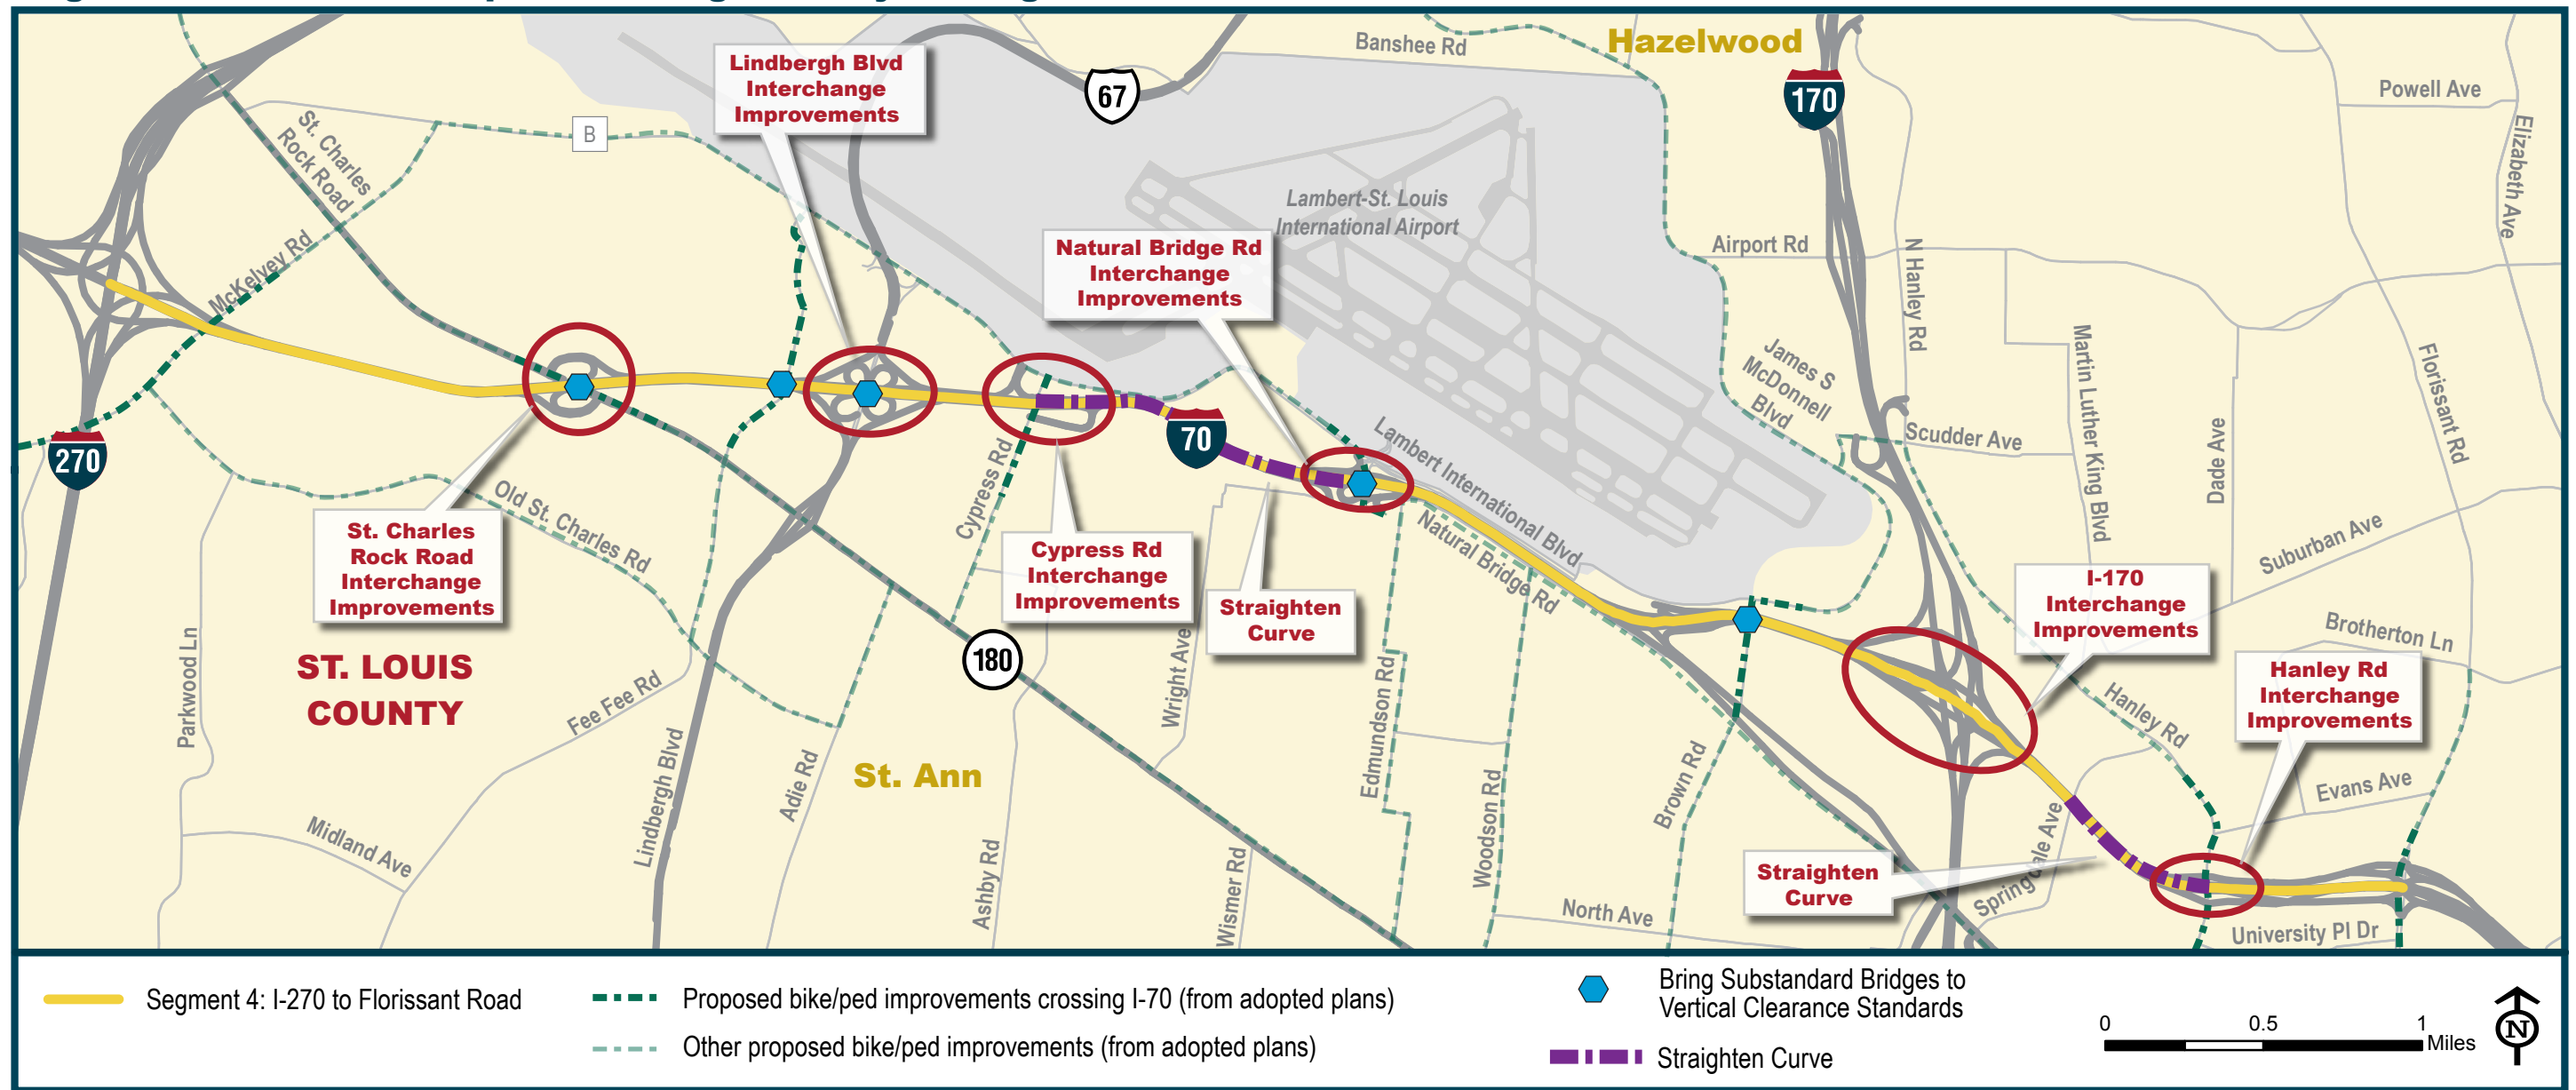 Banshee Rd
Hazelwood
67
170
Powell Ave
Elizabeth Ave
Lindbergh Blvd
Interchange
Improvements
St. Charles
Rock Road
B
Lambert-St. Louis
International Airport
Natural Bridge Rd
Interchange
Improvements
Airport Rd
N Hanley Rd
McKelvey Rd
James S
McDonnell
Blvd
Martin Luther King Blvd
Florissant Rd
270
70
Cypress Rd
Lambert International Blvd
Scudder Ave
Dade Ave
Old St. Charles Rd
Natural Bridge Rd
Suburban Ave
St. Charles
Rock Road
Interchange
Improvements
Cypress Rd
Interchange
Improvements
Straighten
Curve
I-170
Interchange
Improvements
Brotherton Ln
ST. LOUIS
COUNTY
180
Parkwood Ln
Fee Fee Rd
Wright Ave
Edmundson Rd
Hanley Rd
Hanley Rd
Interchange
Improvements
Lindbergh Blvd
Adie Rd
St. Ann
Brown Rd
Evans Ave
Midland Ave
Ashby Rd
Wismer Rd
Woodson Rd
North Ave
Straighten
Curve
Springdale Ave
University Pl Dr
Segment 4: I-270 to Florissant Road
Proposed bike/ped improvements crossing I-70 (from adopted plans)
Other proposed bike/ped improvements (from adopted plans)
Bring Substandard Bridges to
Vertical Clearance Standards
Straighten Curve
0 0.5 1
Miles
N